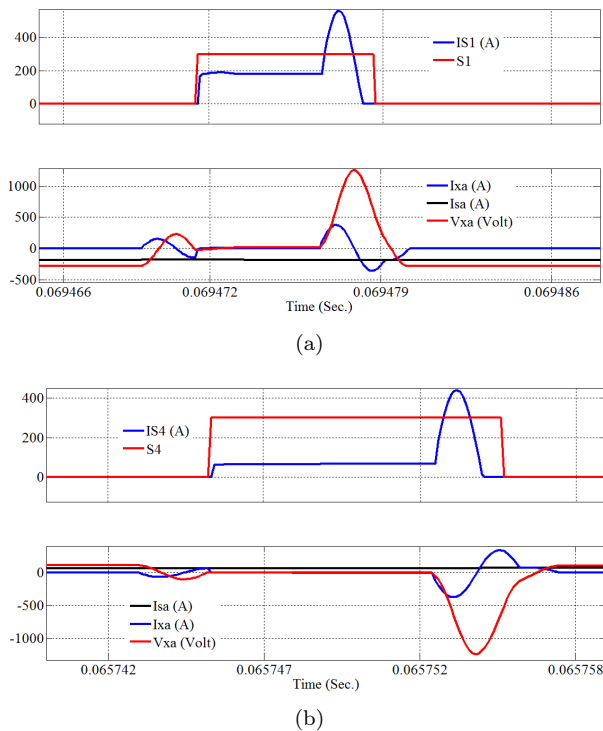 400
200
0
IS1 (A)
S1
1000
500
0
-500
Ixa (A)
Isa (A)
Vxa (Volt)
0.069466
0.069472
0.069479
0.069486
Time (Sec.)
(a)
400
200
0
IS4 (A)
S4
0
-500
-1000
Isa (A)
Ixa (A)
Vxa (Volt)
0.065742
0.065747
0.065752
0.065758
Time (Sec.)
(b)